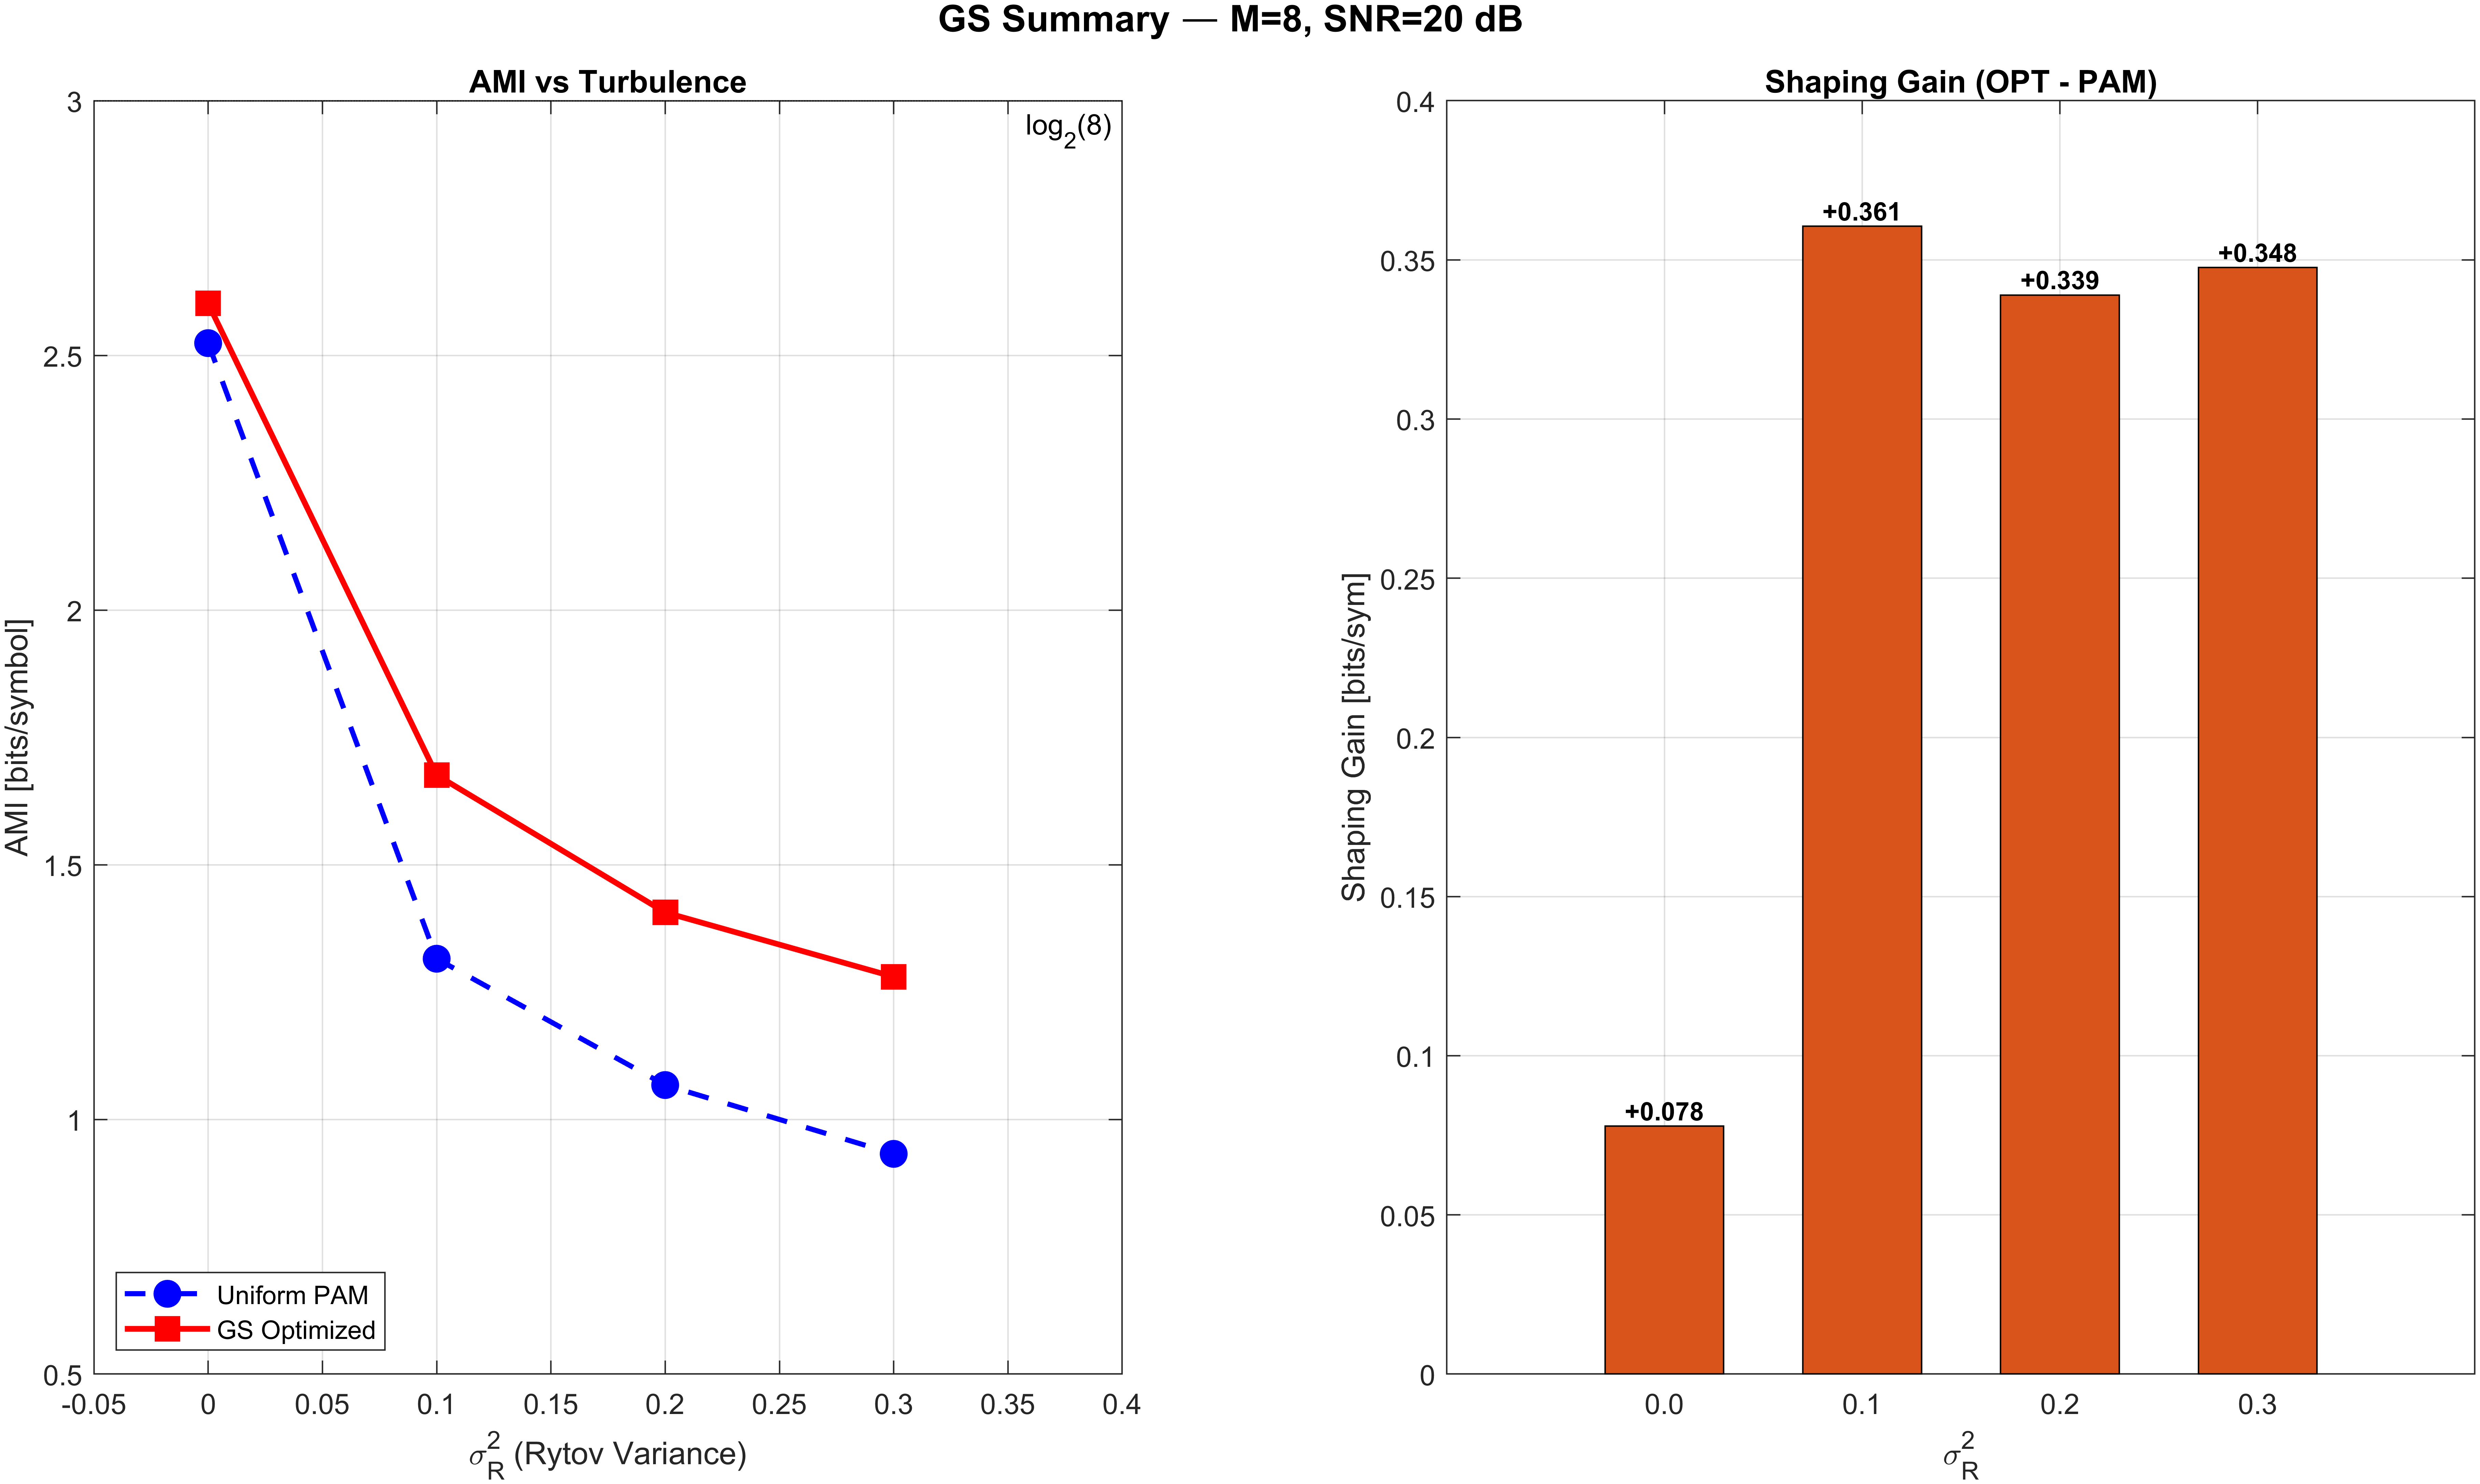 GS Summary — M=8, SNR=20 dB
AMI vs Turbulence
log2(8)
3
2.5
2
1.5
1
0.5
AMI [bits/symbol]
Uniform PAM
GS Optimized
-0.05 0 0.05 0.1 0.15 0.2 0.25 0.3 0.35 0.4
σ²R (Rytov Variance)
Shaping Gain (OPT - PAM)
0.4
0.35
0.3
0.25
0.2
0.15
0.1
0.05
0
Shaping Gain [bits/sym]
+0.078
+0.361
+0.339
+0.348
0.0 0.1 0.2 0.3
σ²R